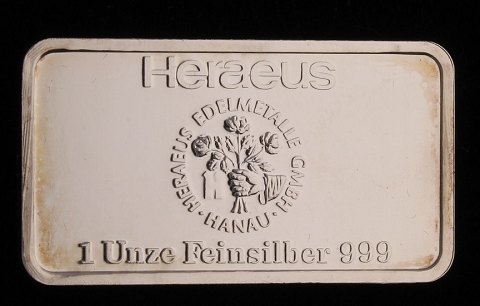 Heraeus
HERAEUS EDELMETALLE GMBH
· HANAU ·
1 Unze Feinsilber 999